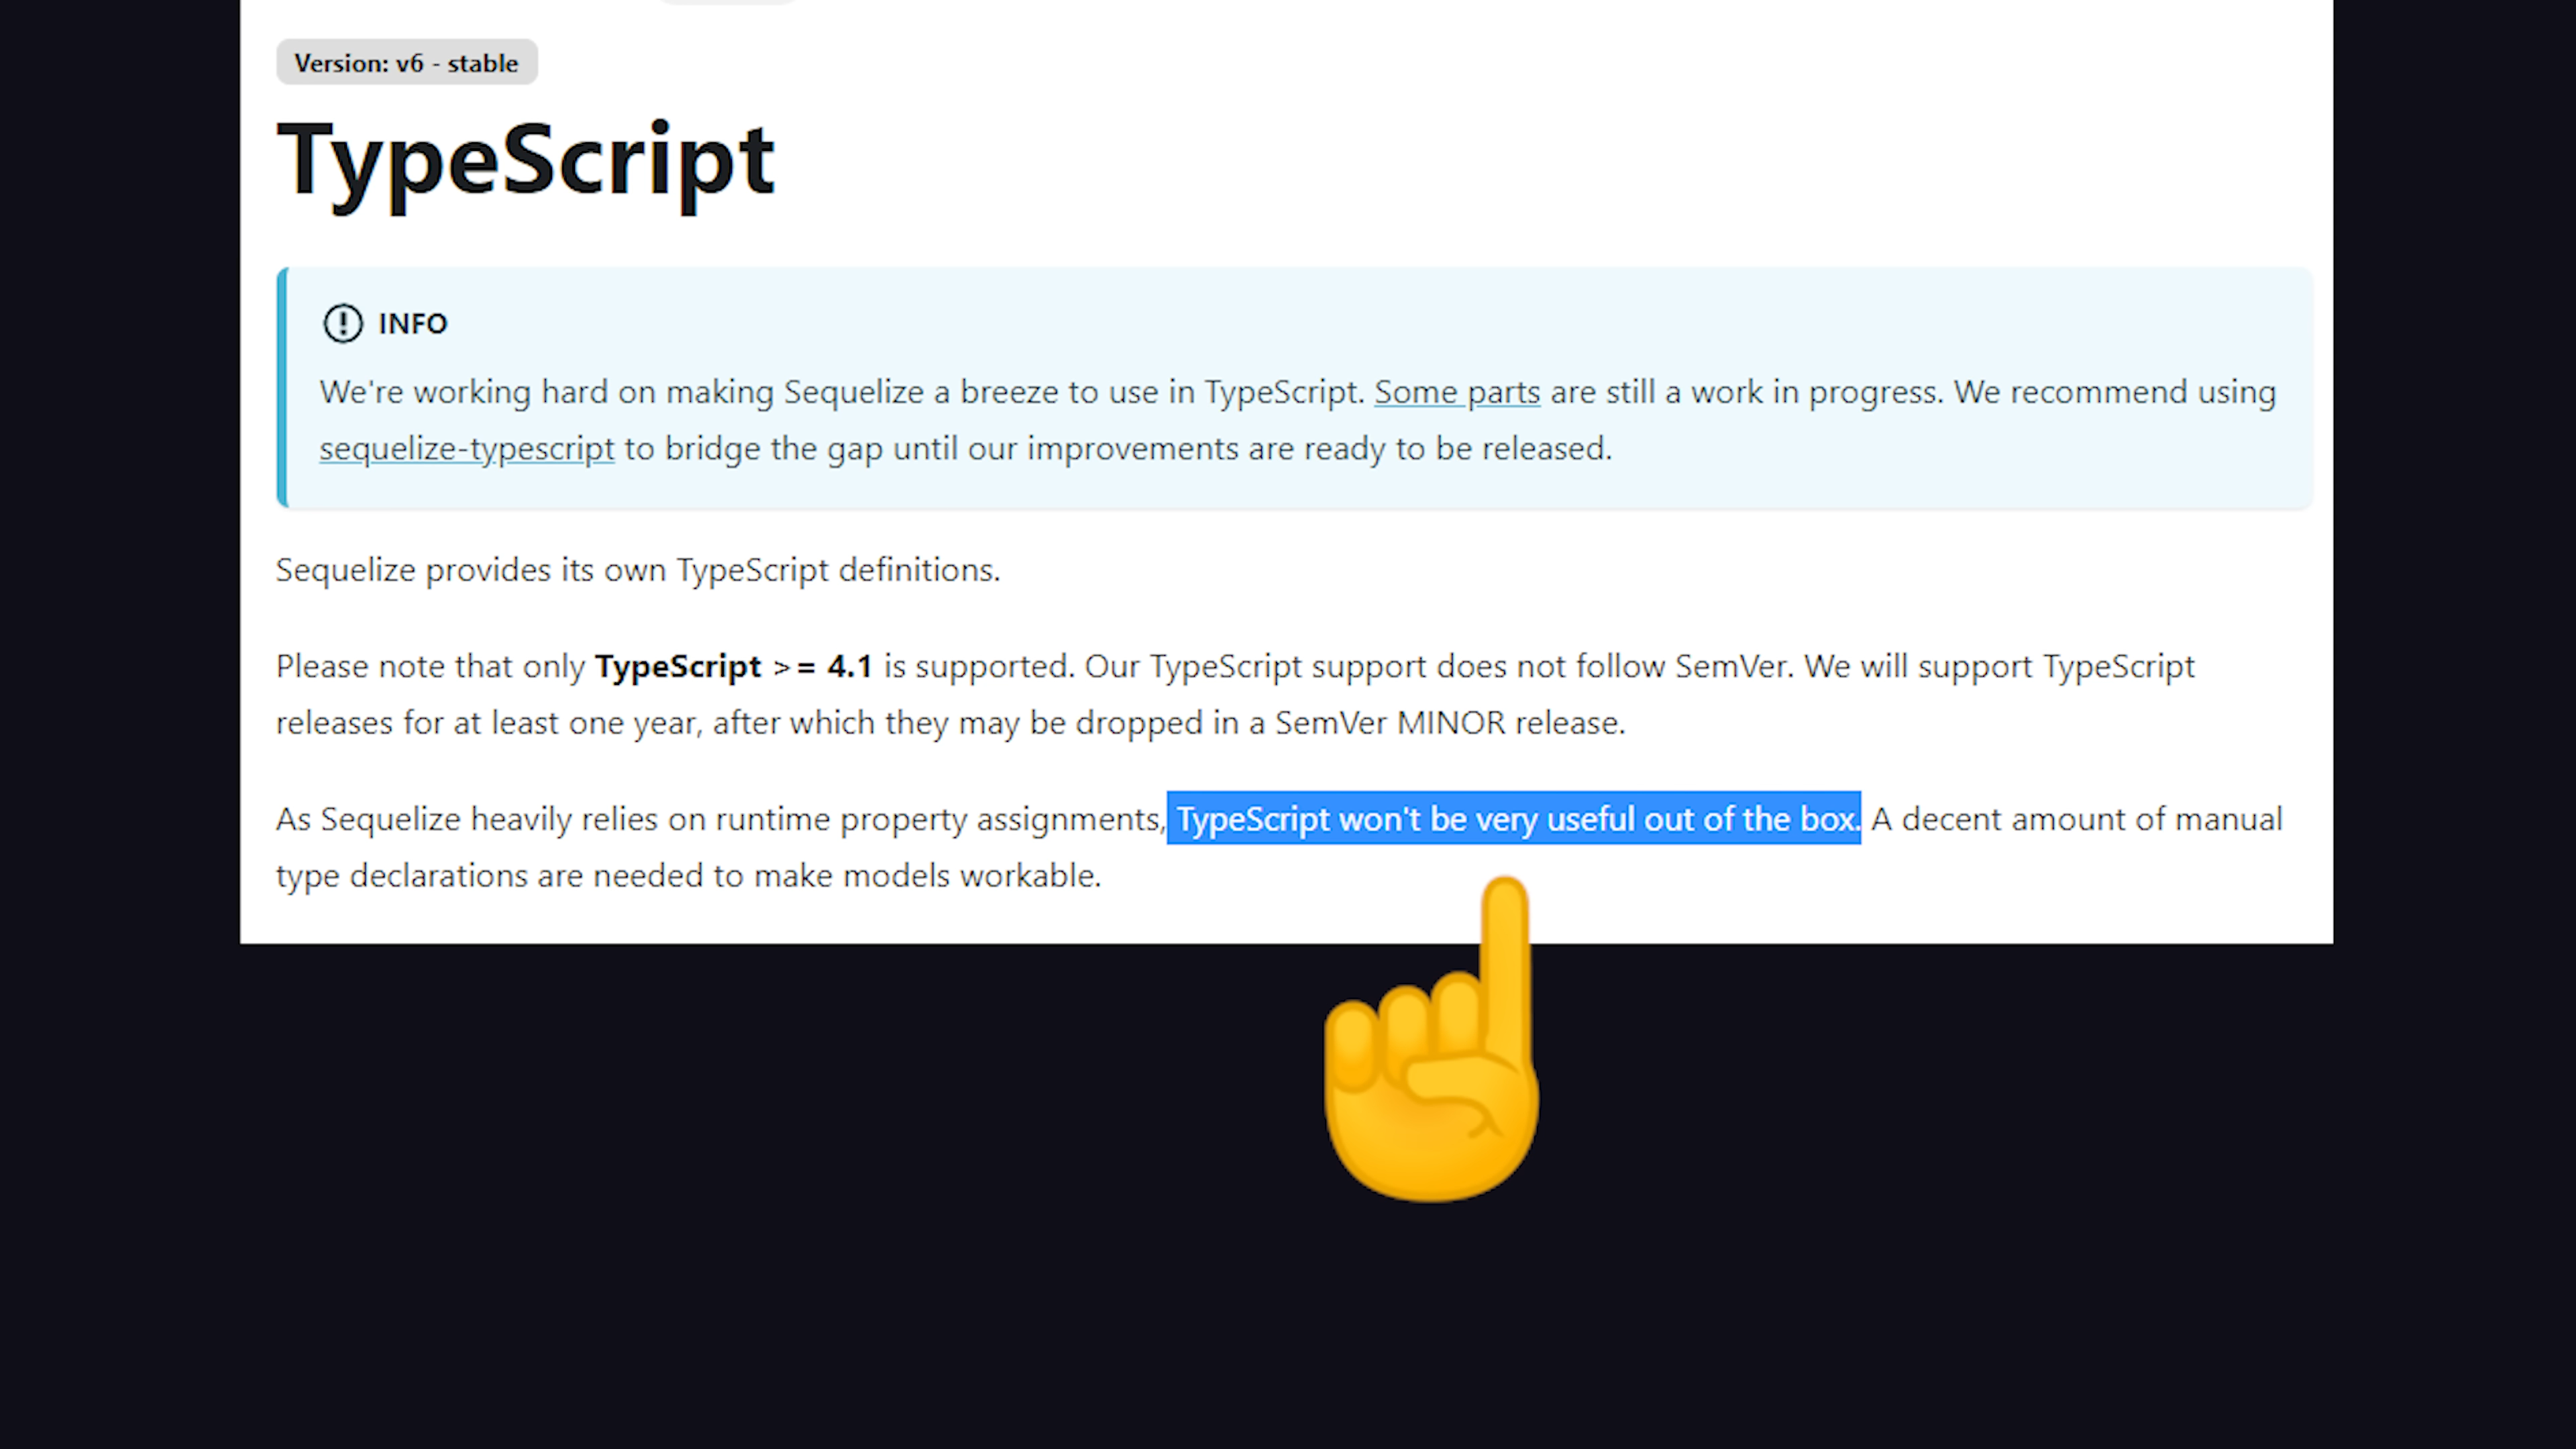 Version: v6 - stable
TypeScript
INFO
We're working hard on making Sequelize a breeze to use in TypeScript. Some parts are still a work in progress. We recommend using
sequelize-typescript to bridge the gap until our improvements are ready to be released.
Sequelize provides its own TypeScript definitions.
Please note that only TypeScript >= 4.1 is supported. Our TypeScript support does not follow SemVer. We will support TypeScript
releases for at least one year, after which they may be dropped in a SemVer MINOR release.
As Sequelize heavily relies on runtime property assignments, TypeScript won't be very useful out of the box. A decent amount of manual
type declarations are needed to make models workable.